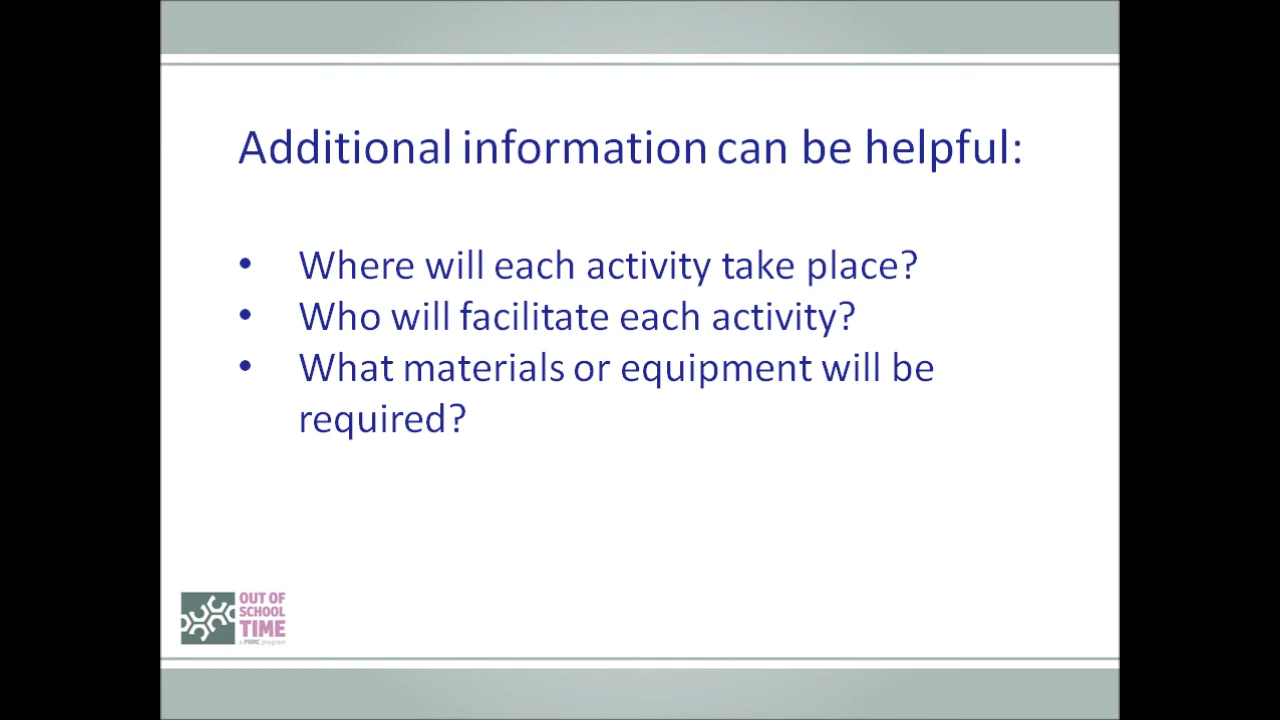 Additional information can be helpful:
• Where will each activity take place?
• Who will facilitate each activity?
• What materials or equipment will be
required?
OUT OF
SCHOOL
TIME
a PHMC program